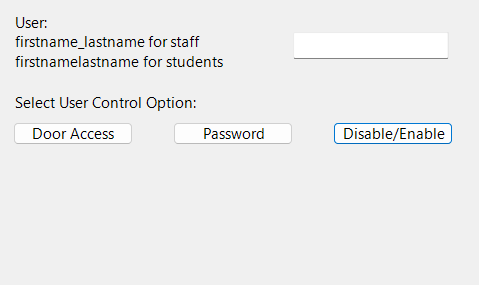 User:
firstname_lastname for staff
firstnamelastname for students
Select User Control Option:
Door Access
Password
Disable/Enable